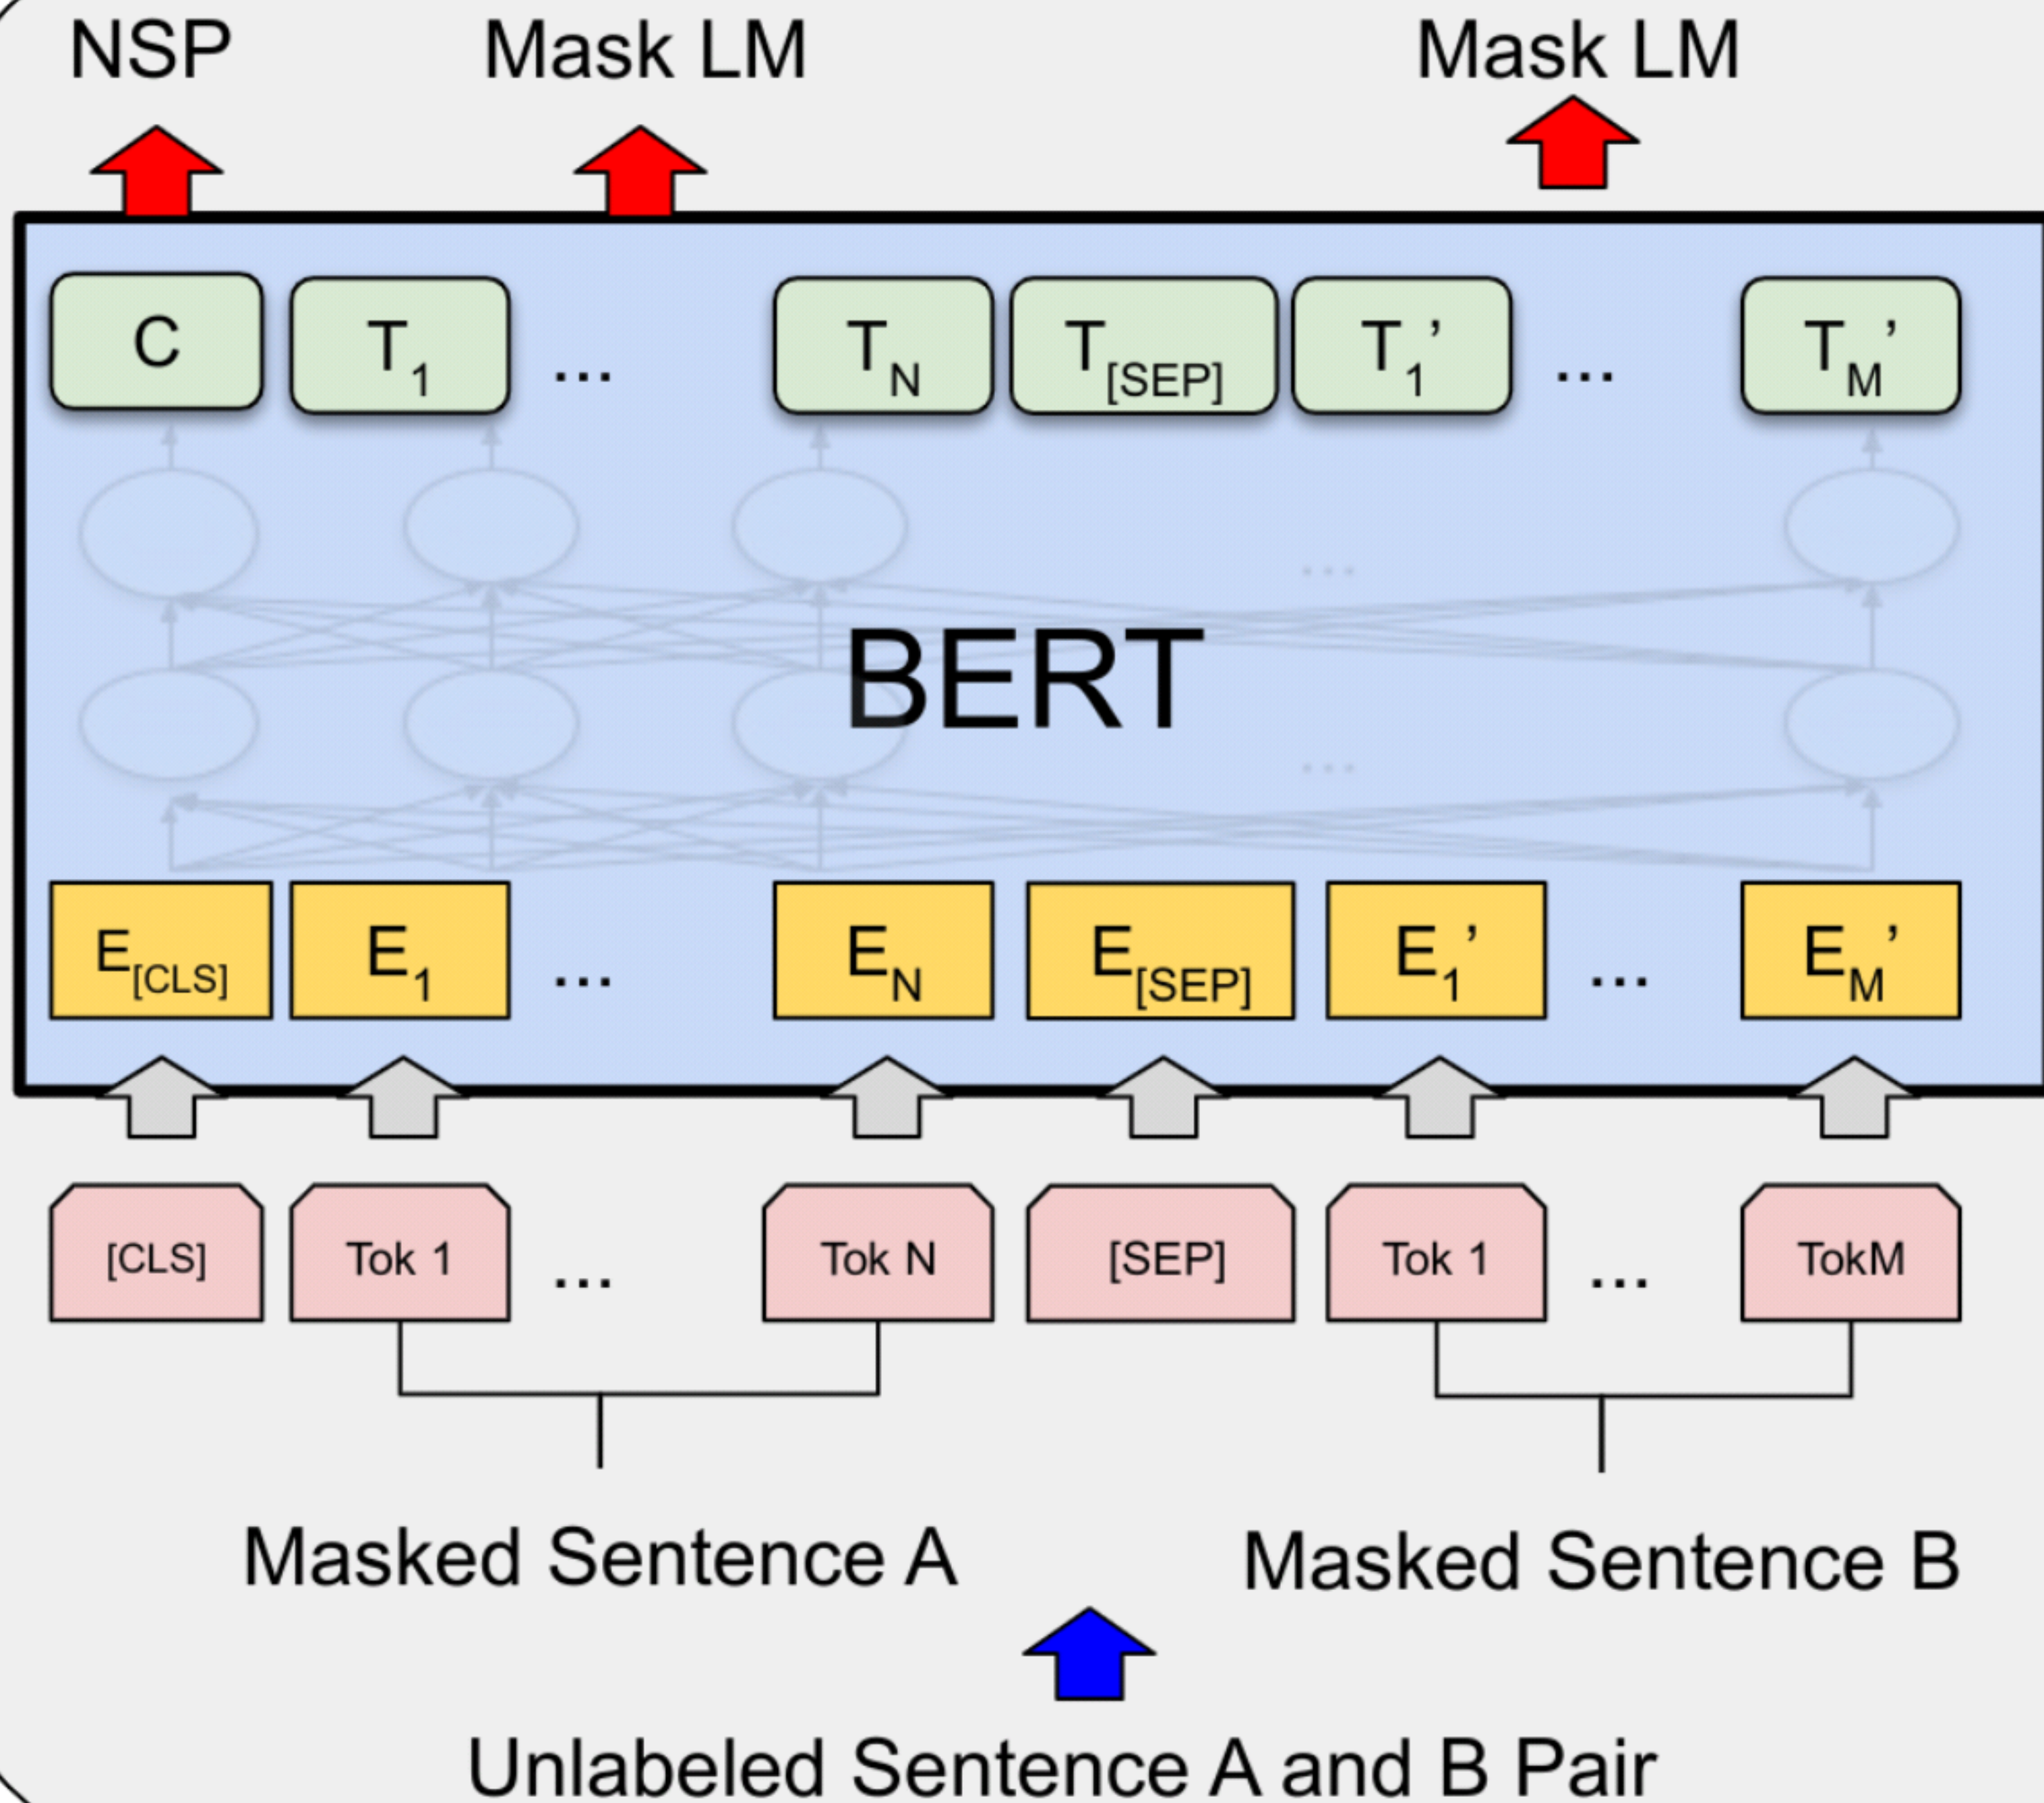 NSP Mask LM Mask LM
C T1 ... TN T[SEP] T1’ ... TM’
...
BERT
...
E[CLS] E1 ... EN E[SEP] E1’ ... EM’
[CLS] Tok 1 ... Tok N [SEP] Tok 1 ... TokM
Masked Sentence A Masked Sentence B
Unlabeled Sentence A and B Pair